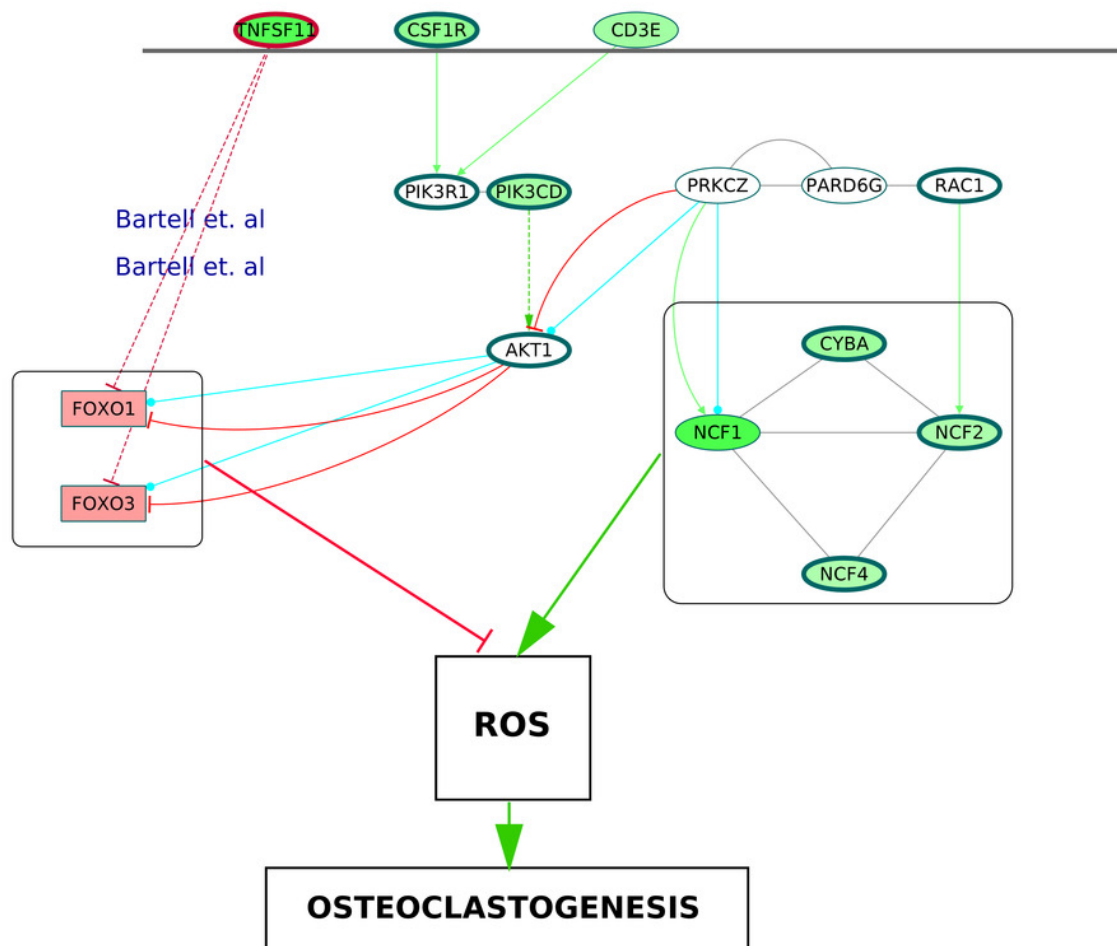 TNFSF11
CSF1R
CD3E
PIK3R1
PIK3CD
PRKCZ
PARD6G
RAC1
Bartell et. al
Bartell et. al
AKT1
CYBA
FOXO1
NCF1
NCF2
FOXO3
NCF4
ROS
OSTEOCLASTOGENESIS